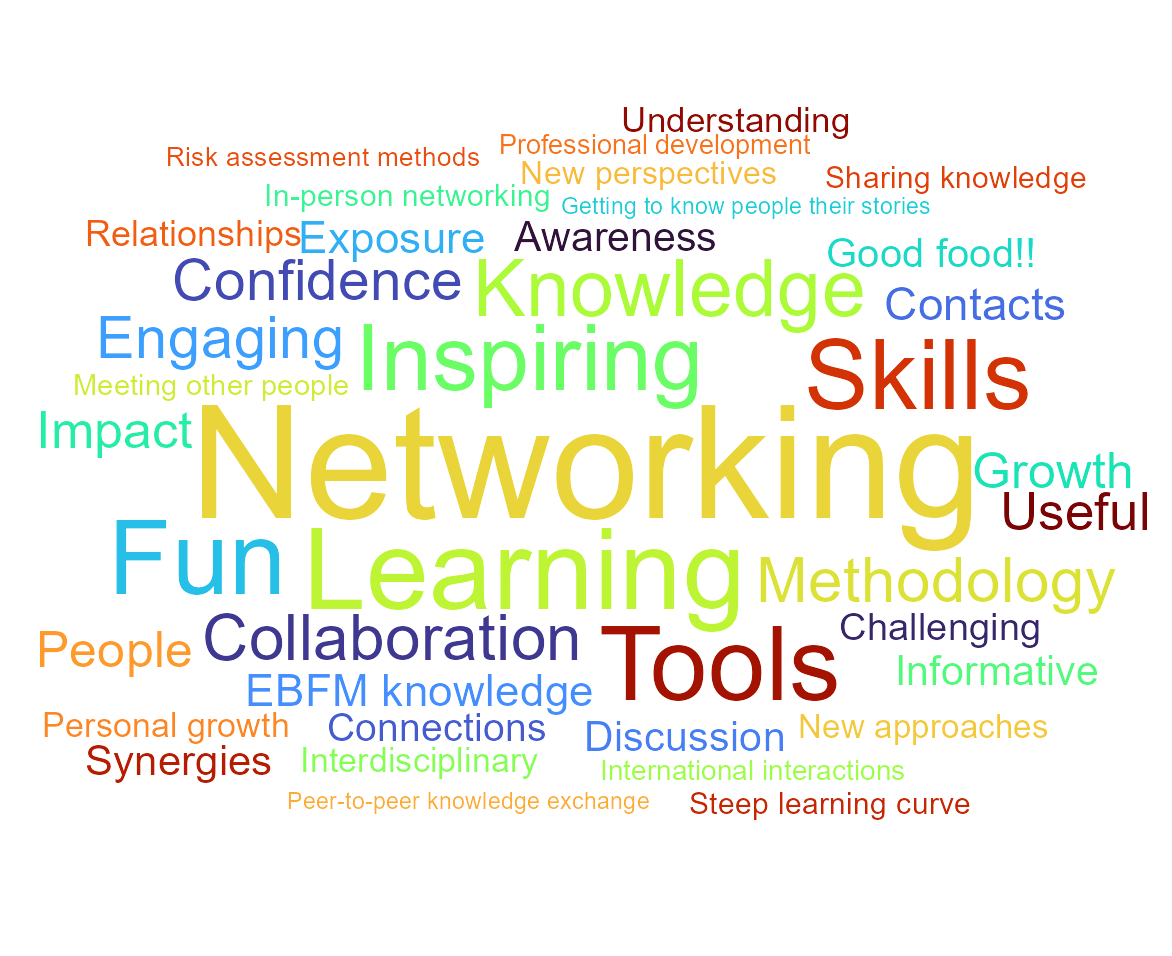 Understanding
Professional development
Risk assessment methods
New perspectives
Sharing knowledge
In-person networking
Getting to know people their stories
Relationships
Exposure
Awareness
Good food!!
Confidence
Knowledge
Contacts
Engaging
Inspiring
Skills
Meeting other people
Impact
Networking
Growth
Useful
Fun
Learning
Methodology
People
Collaboration
Tools
Challenging
Informative
EBFM knowledge
Personal growth
Connections
Discussion
New approaches
Synergies
Interdisciplinary
International interactions
Peer-to-peer knowledge exchange
Steep learning curve